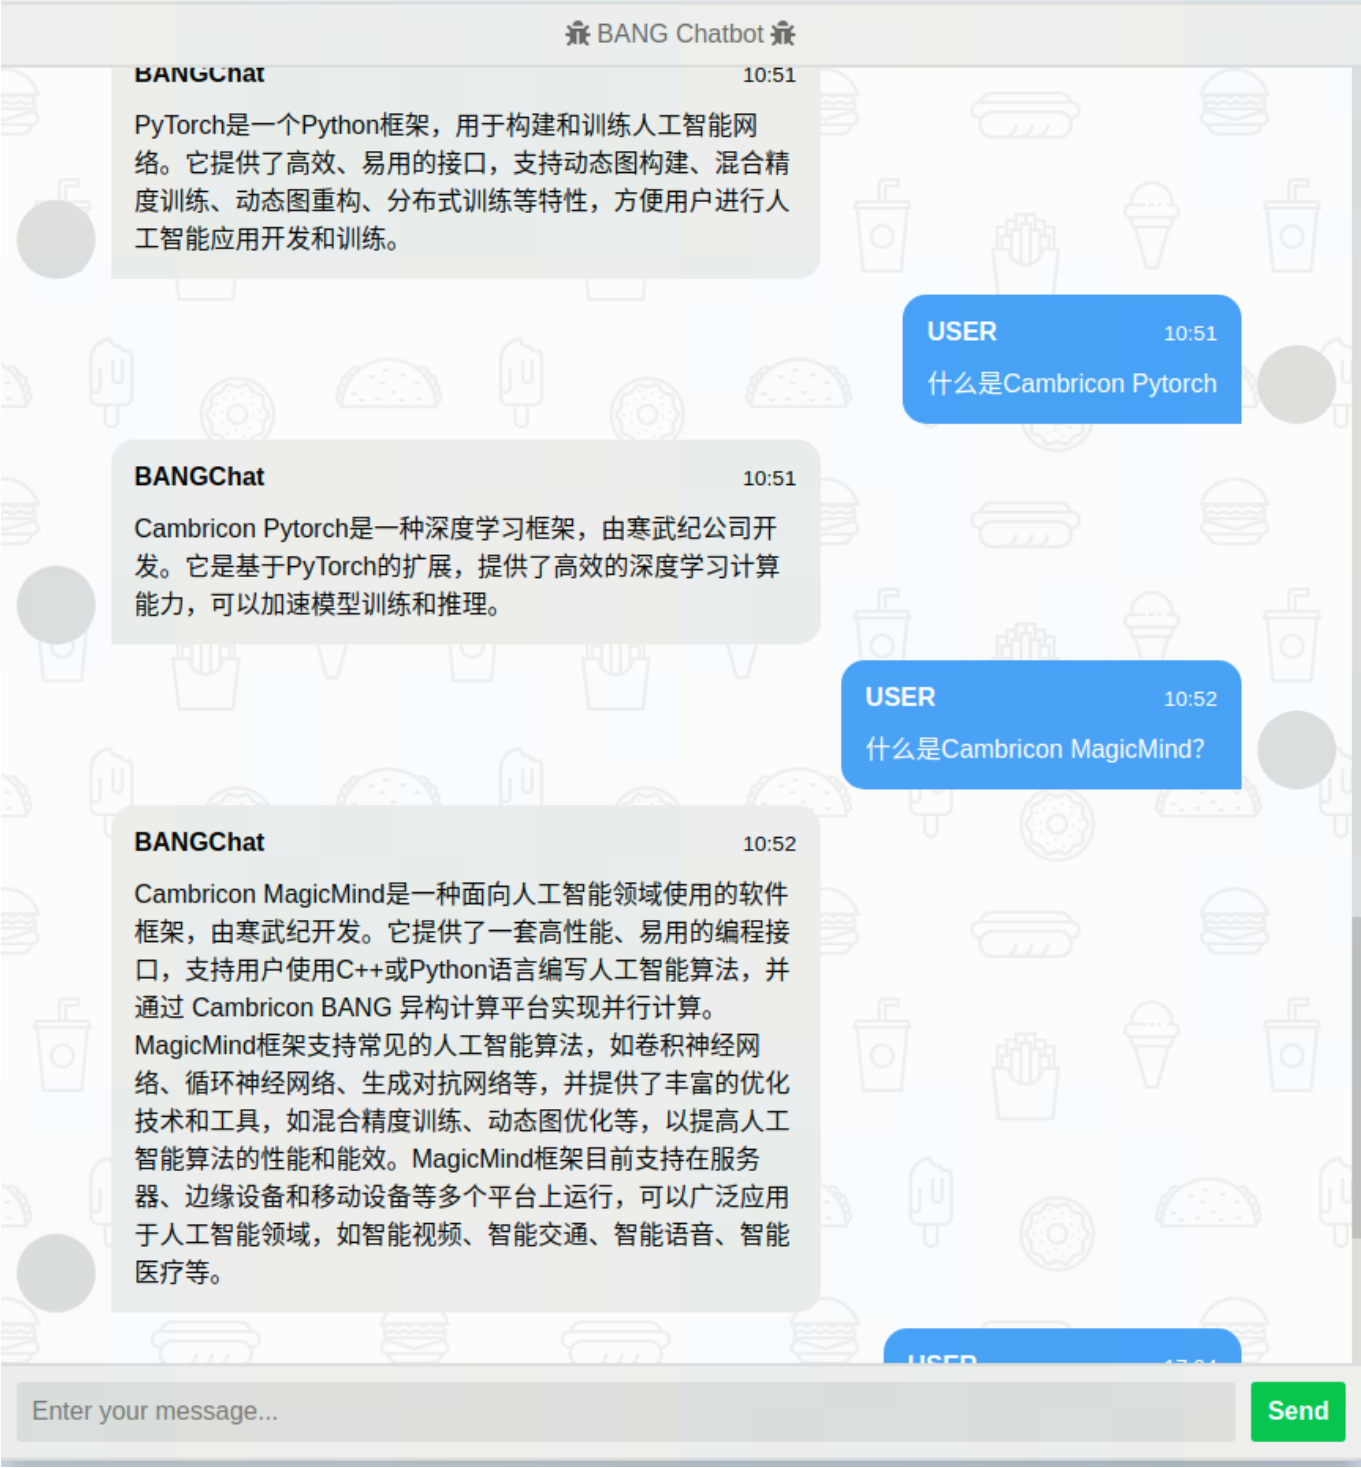 BANG Chatbot
BANGChat 10:51
PyTorch是一个Python框架，用于构建和训练人工智能网
络。它提供了高效、易用的接口，支持动态图构建、混合精
度训练、动态图重构、分布式训练等特性，方便用户进行人
工智能应用开发和训练。
USER 10:51
什么是Cambricon Pytorch
BANGChat 10:51
Cambricon Pytorch是一种深度学习框架，由寒武纪公司开
发。它是基于PyTorch的扩展，提供了高效的深度学习计算
能力，可以加速模型训练和推理。
USER 10:52
什么是Cambricon MagicMind？
BANGChat 10:52
Cambricon MagicMind是一种面向人工智能领域使用的软件
框架，由寒武纪开发。它提供了一套高性能、易用的编程接
口，支持用户使用C++或Python语言编写人工智能算法，并
通过 Cambricon BANG 异构计算平台实现并行计算。
MagicMind框架支持常见的人工智能算法，如卷积神经网
络、循环神经网络、生成对抗网络等，并提供了丰富的优化
技术和工具，如混合精度训练、动态图优化等，以提高人工
智能算法的性能和能效。MagicMind框架目前支持在服务
器、边缘设备和移动设备等多个平台上运行，可以广泛应用
于人工智能领域，如智能视频、智能交通、智能语音、智能
医疗等。
USER
Enter your message...
Send